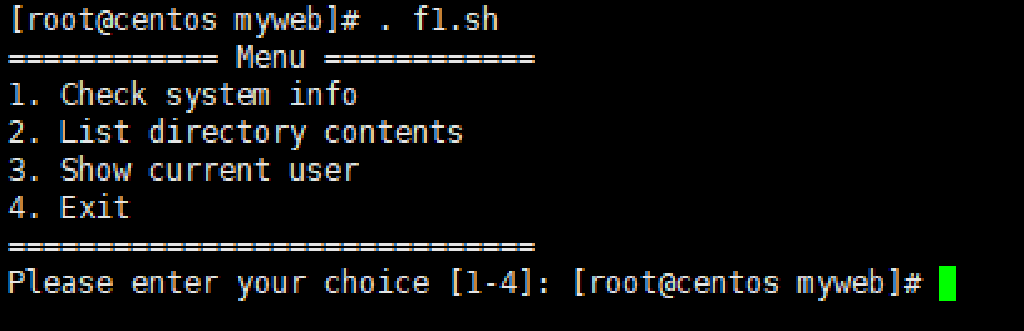 [root@centos myweb]# . f1.sh
============ Menu ============
1. Check system info
2. List directory contents
3. Show current user
4. Exit
==============================
Please enter your choice [1-4]: [root@centos myweb]#